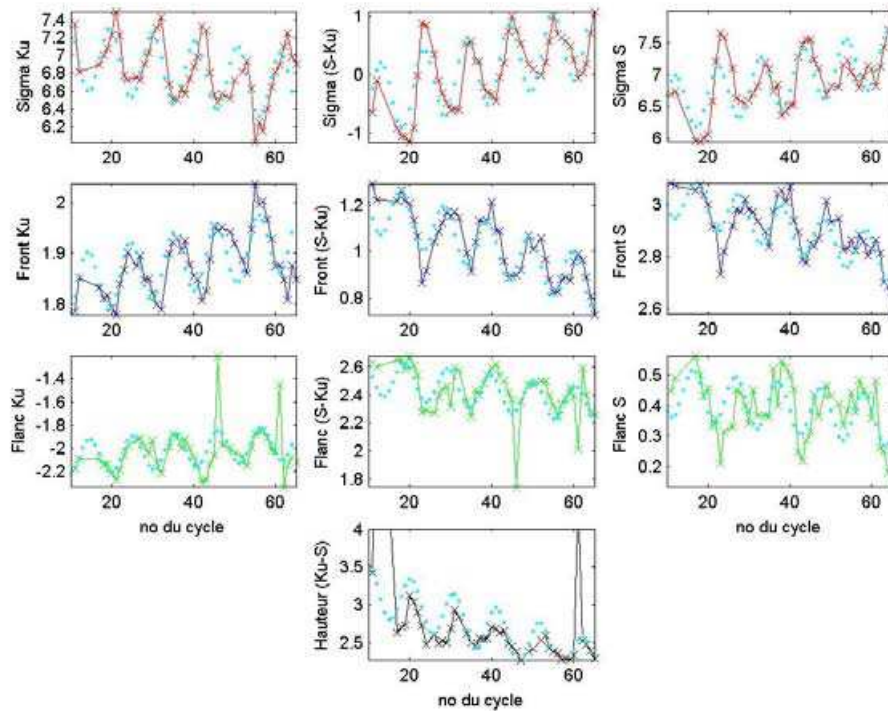 7.4
7.2
7
6.8
6.6
6.4
6.2
Sigma Ku
20 40 60
1
0
-1
Sigma (S-Ku)
20 40 60
7.5
7
6.5
6
Sigma S
20 40 60
2
1.9
1.8
Front Ku
20 40 60
1.2
1
0.8
Front (S-Ku)
20 40 60
3
2.8
2.6
Front S
20 40 60
-1.4
-1.6
-1.8
-2
-2.2
Flanc Ku
20 40 60
no du cycle
2.6
2.4
2.2
2
1.8
Flanc (S-Ku)
20 40 60
0.5
0.4
0.3
0.2
Flanc S
20 40 60
no du cycle
4
3.5
3
2.5
Hauteur (Ku-S)
20 40 60
no du cycle